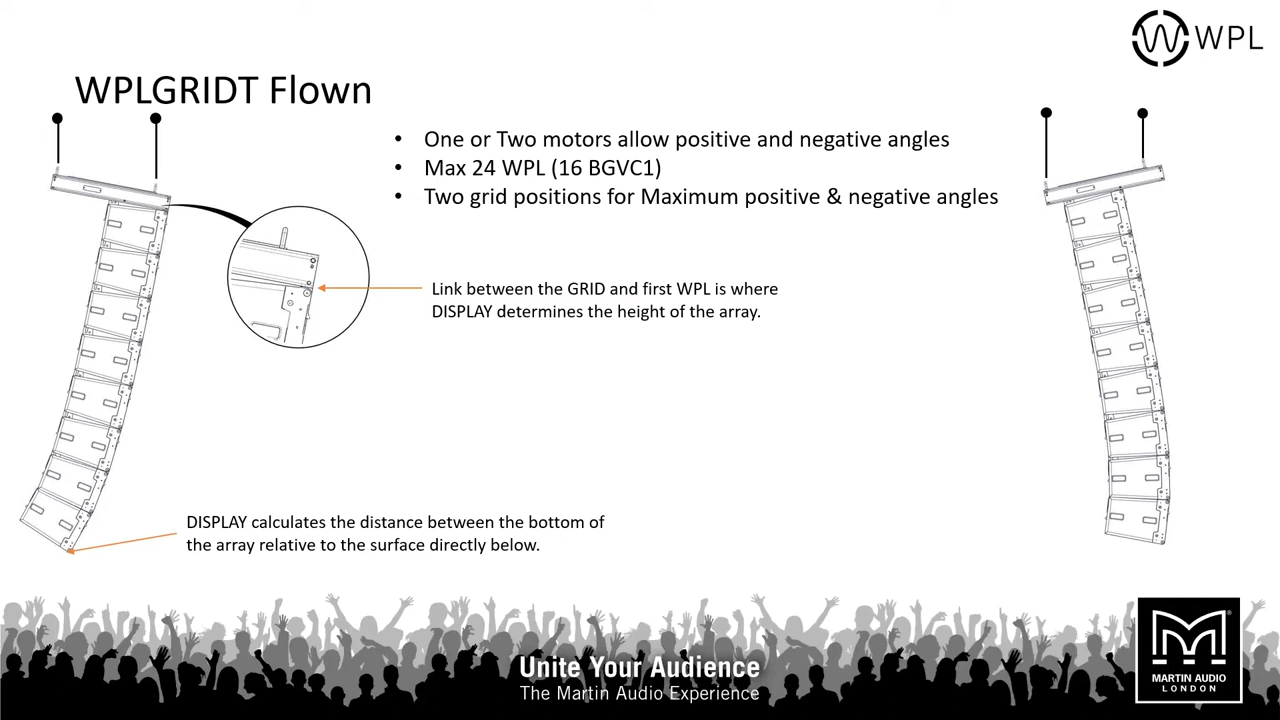 WPL
WPLGRIDT Flown
• One or Two motors allow positive and negative angles
• Max 24 WPL (16 BGVC1)
• Two grid positions for Maximum positive & negative angles
Link between the GRID and first WPL is where
DISPLAY determines the height of the array.
DISPLAY calculates the distance between the bottom of
the array relative to the surface directly below.
Unite Your Audience
The Martin Audio Experience
MARTIN AUDIO
LONDON